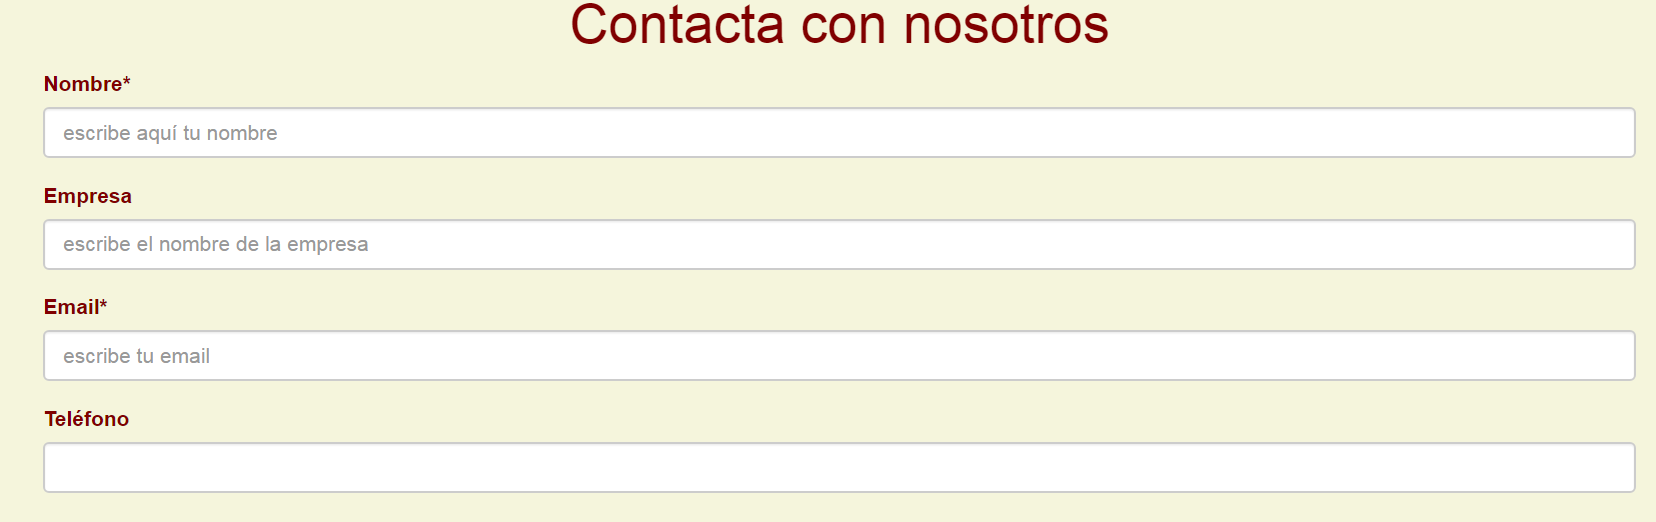 Contacta con nosotros
Nombre*
escribe aquí tu nombre
Empresa
escribe el nombre de la empresa
Email*
escribe tu email
Teléfono